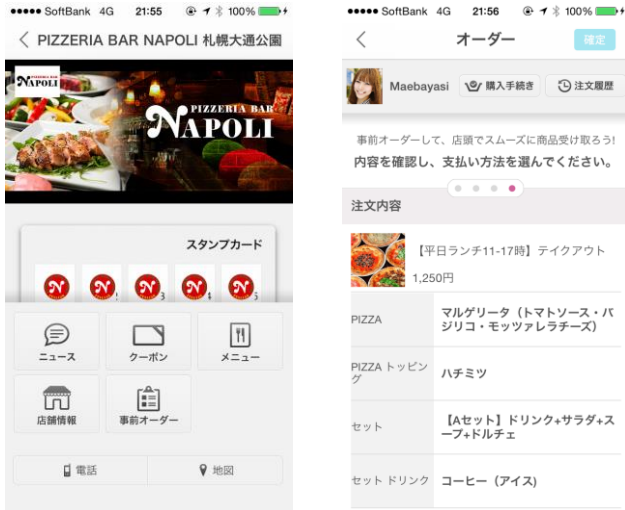 SoftBank 4G 21:55 100%
PIZZERIA BAR NAPOLI 札幌大通公園
NAPOLI
PIZZERIA BAR
NAPOLI
スタンプカード
N N N N N
2 3 4 5
ニュース クーポン メニュー
店舗情報 事前オーダー
電話 地図
SoftBank 4G 21:56 100%
オーダー 確定
Maebayasi 購入手続き 注文履歴
事前オーダーして、店頭でスムーズに商品受け取ろう!
内容を確認し、支払い方法を選んでください。
注文内容
【平日ランチ11-17時】テイクアウト
1,250円
PIZZA
マルゲリータ（トマトソース・バ
ジリコ・モッツァレラチーズ）
PIZZA トッピン
グ
ハチミツ
セット
【Aセット】ドリンク+サラダ+ス
ープ+ドルチェ
セット ドリンク
コーヒー（アイス)